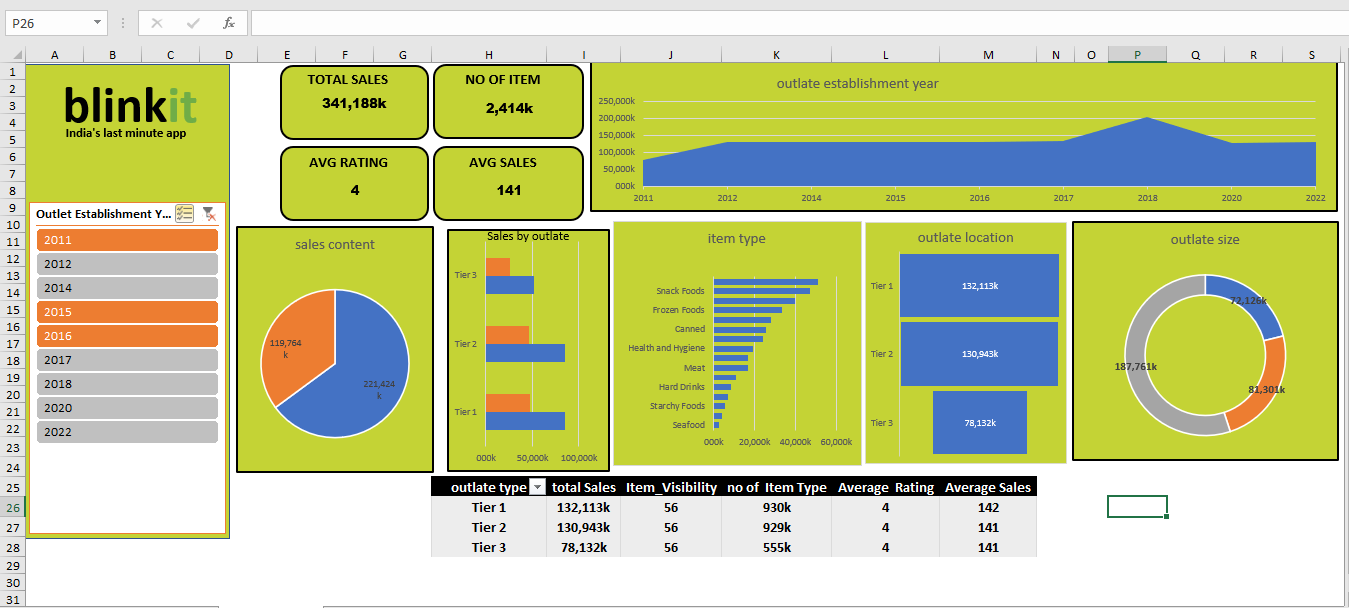 P26
fx
A B C D E F G H I J K L M N O P Q R S
1
2
3
4
5
6
7
8
9
10
11
12
13
14
15
16
17
18
19
20
21
22
23
24
25
26
27
28
29
30
31
blinkit
India's last minute app
Outlet Establishment Y...
2011
2012
2014
2015
2016
2017
2018
2020
2022
TOTAL SALES
341,188k
NO OF ITEM
2,414k
AVG RATING
4
AVG SALES
141
outlate establishment year
250,000k
200,000k
150,000k
100,000k
50,000k
000k
2011 2012 2014 2015 2016 2017 2018 2020 2022
sales content
119,764
k
221,424
k
Sales by outlate
Tier 3
Tier 2
Tier 1
000k 50,000k 100,000k
item type
Snack Foods
Frozen Foods
Canned
Health and Hygiene
Meat
Hard Drinks
Starchy Foods
Seafood
000k 20,000k 40,000k 60,000k
outlate location
Tier 1 132,113k
Tier 2 130,943k
Tier 3 78,132k
outlate size
72,126k
187,761k
81,301k
outlate type total Sales Item_Visibility no of Item Type Average Rating Average Sales
Tier 1 132,113k 56 930k 4 142
Tier 2 130,943k 56 929k 4 141
Tier 3 78,132k 56 555k 4 141